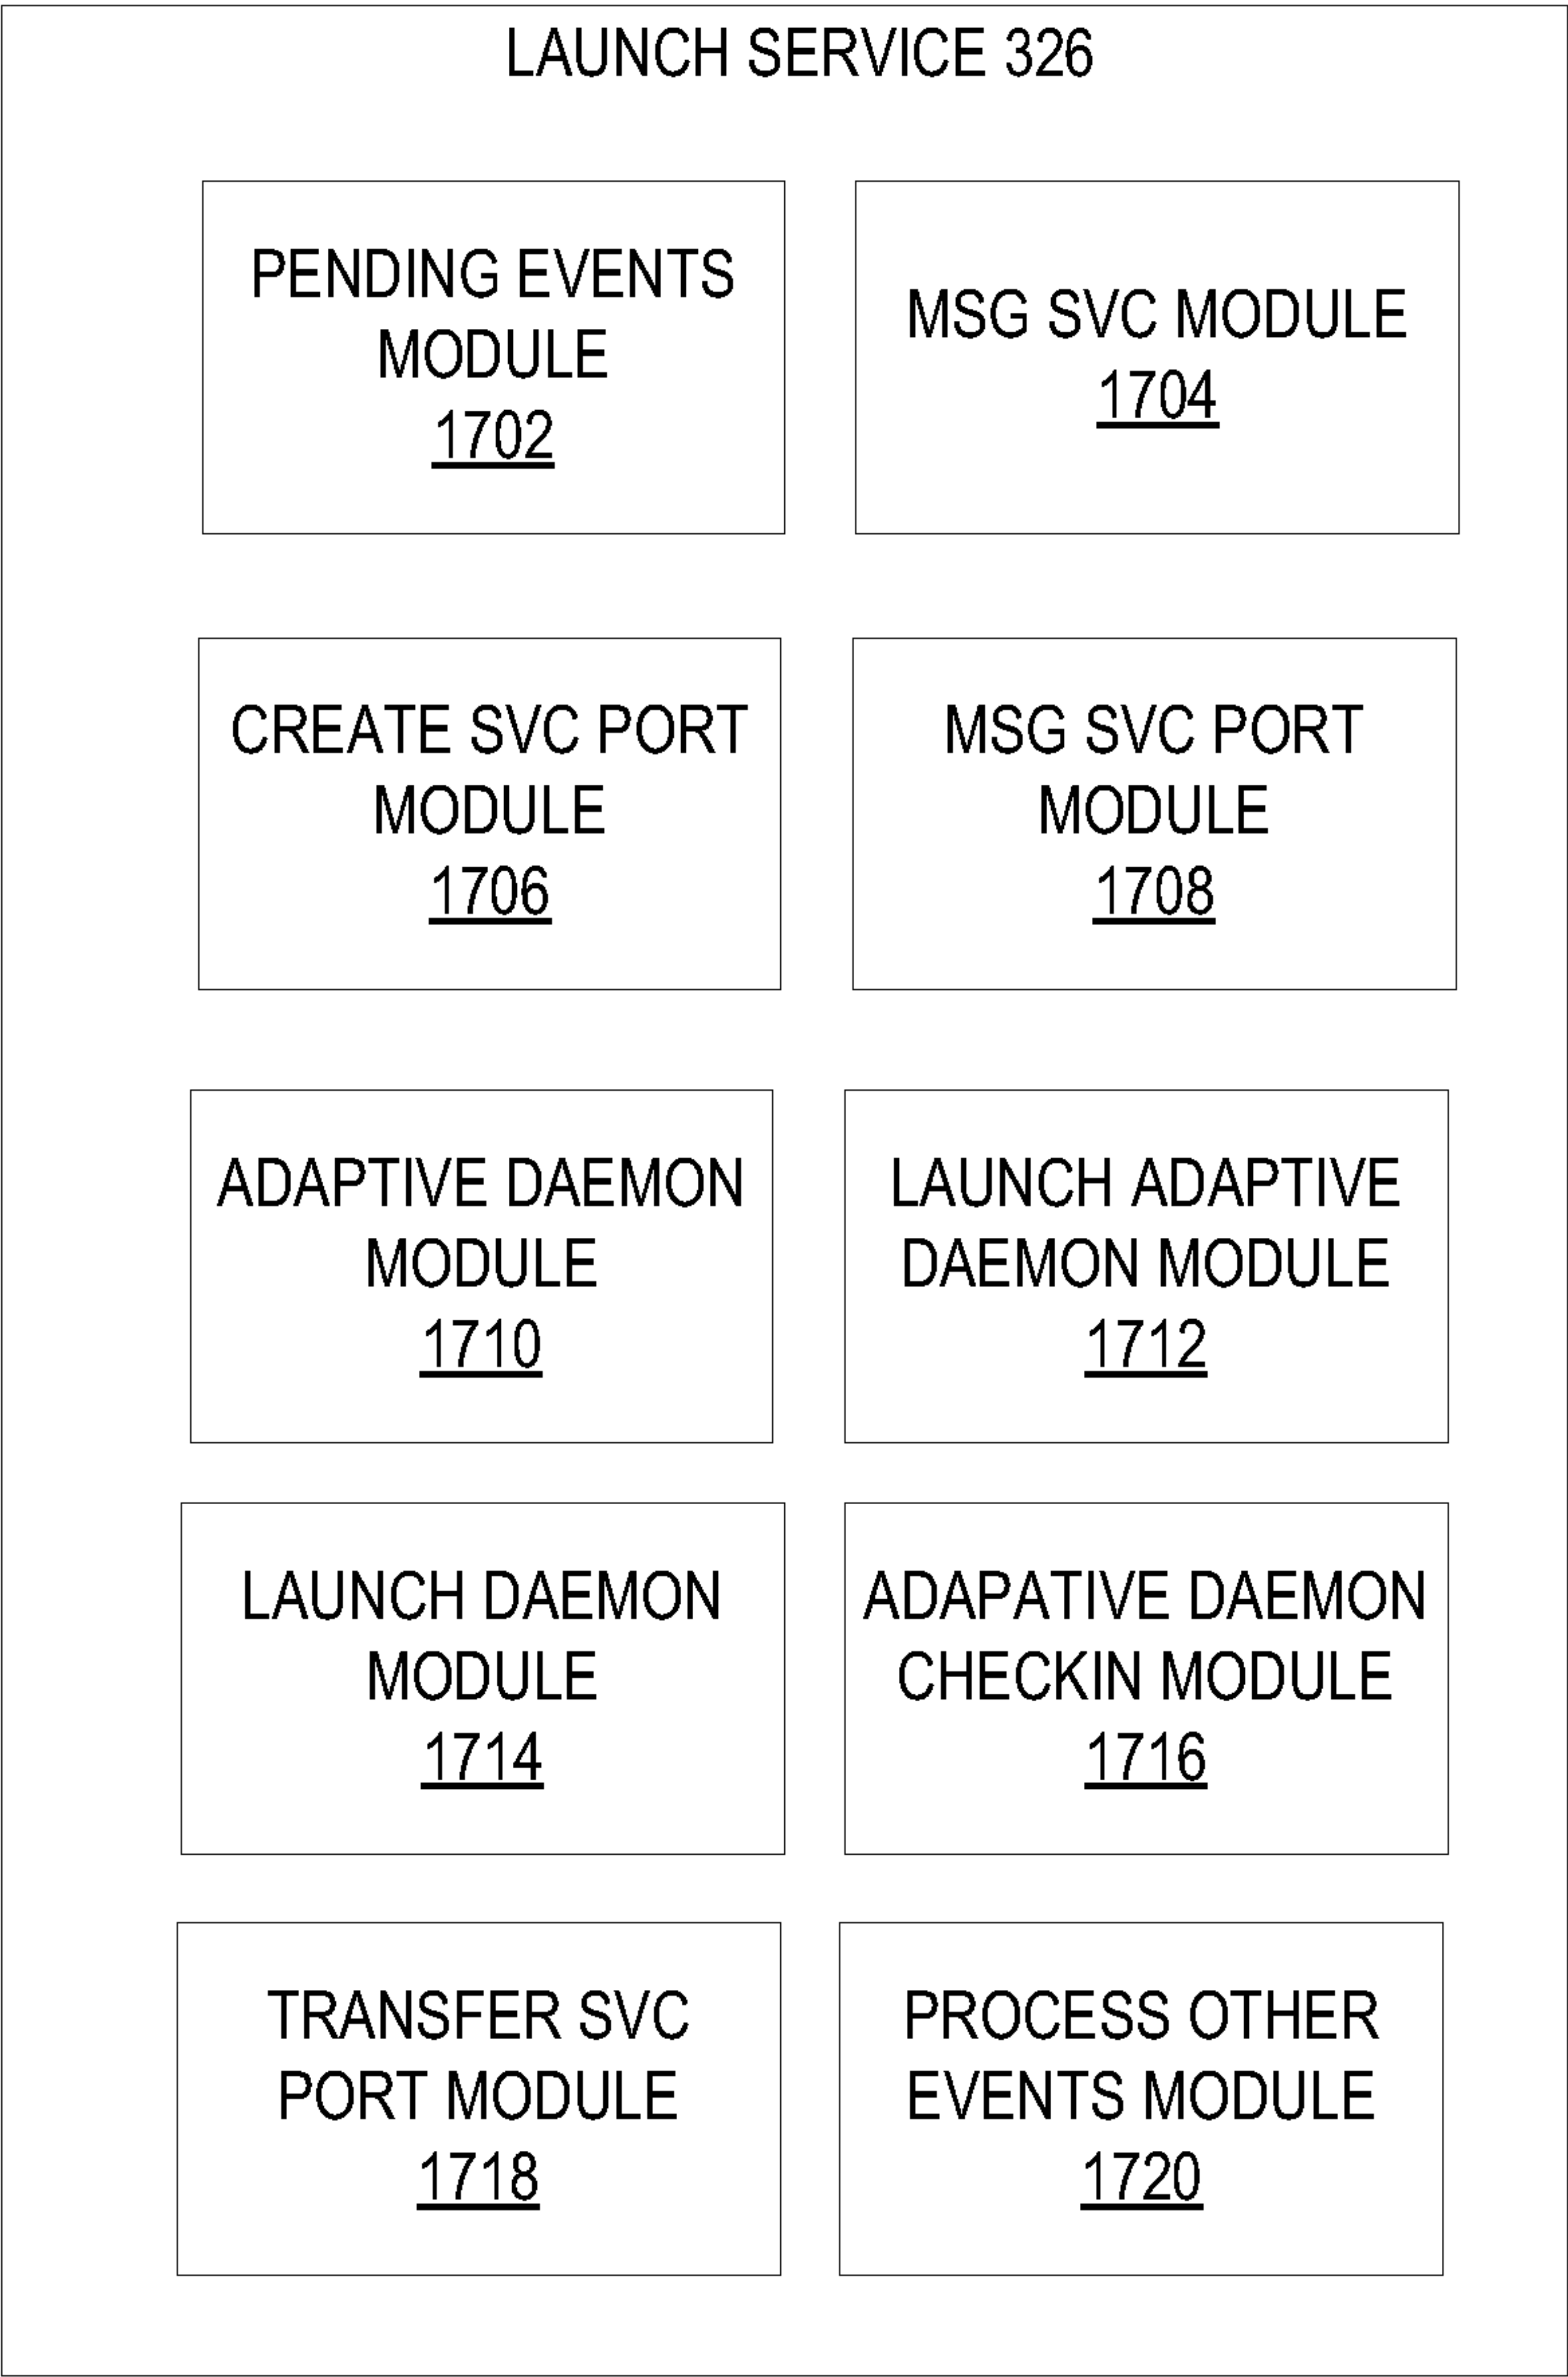 LAUNCH SERVICE 326
PENDING EVENTS
MODULE
1702
MSG SVC MODULE
1704
CREATE SVC PORT
MODULE
1706
MSG SVC PORT
MODULE
1708
ADAPTIVE DAEMON
MODULE
1710
LAUNCH ADAPTIVE
DAEMON MODULE
1712
LAUNCH DAEMON
MODULE
1714
ADAPATIVE DAEMON
CHECKIN MODULE
1716
TRANSFER SVC
PORT MODULE
1718
PROCESS OTHER
EVENTS MODULE
1720